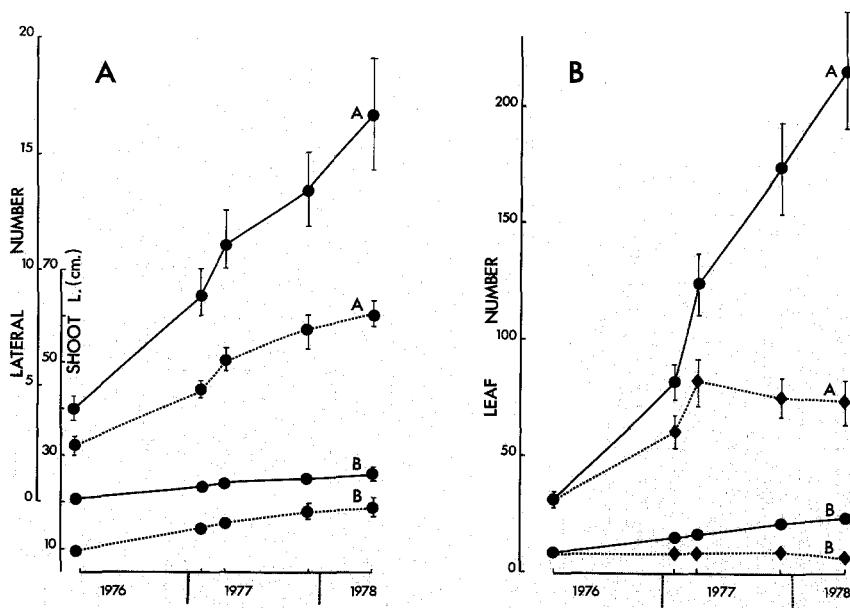 A
20
15
10
5
0
LATERAL NUMBER
70
50
30
10
SHOOT L. (cm.)
A
A
B
B
1976
1977
1978
B
200
150
100
50
0
LEAF NUMBER
A
A
B
B
1976
1977
1978